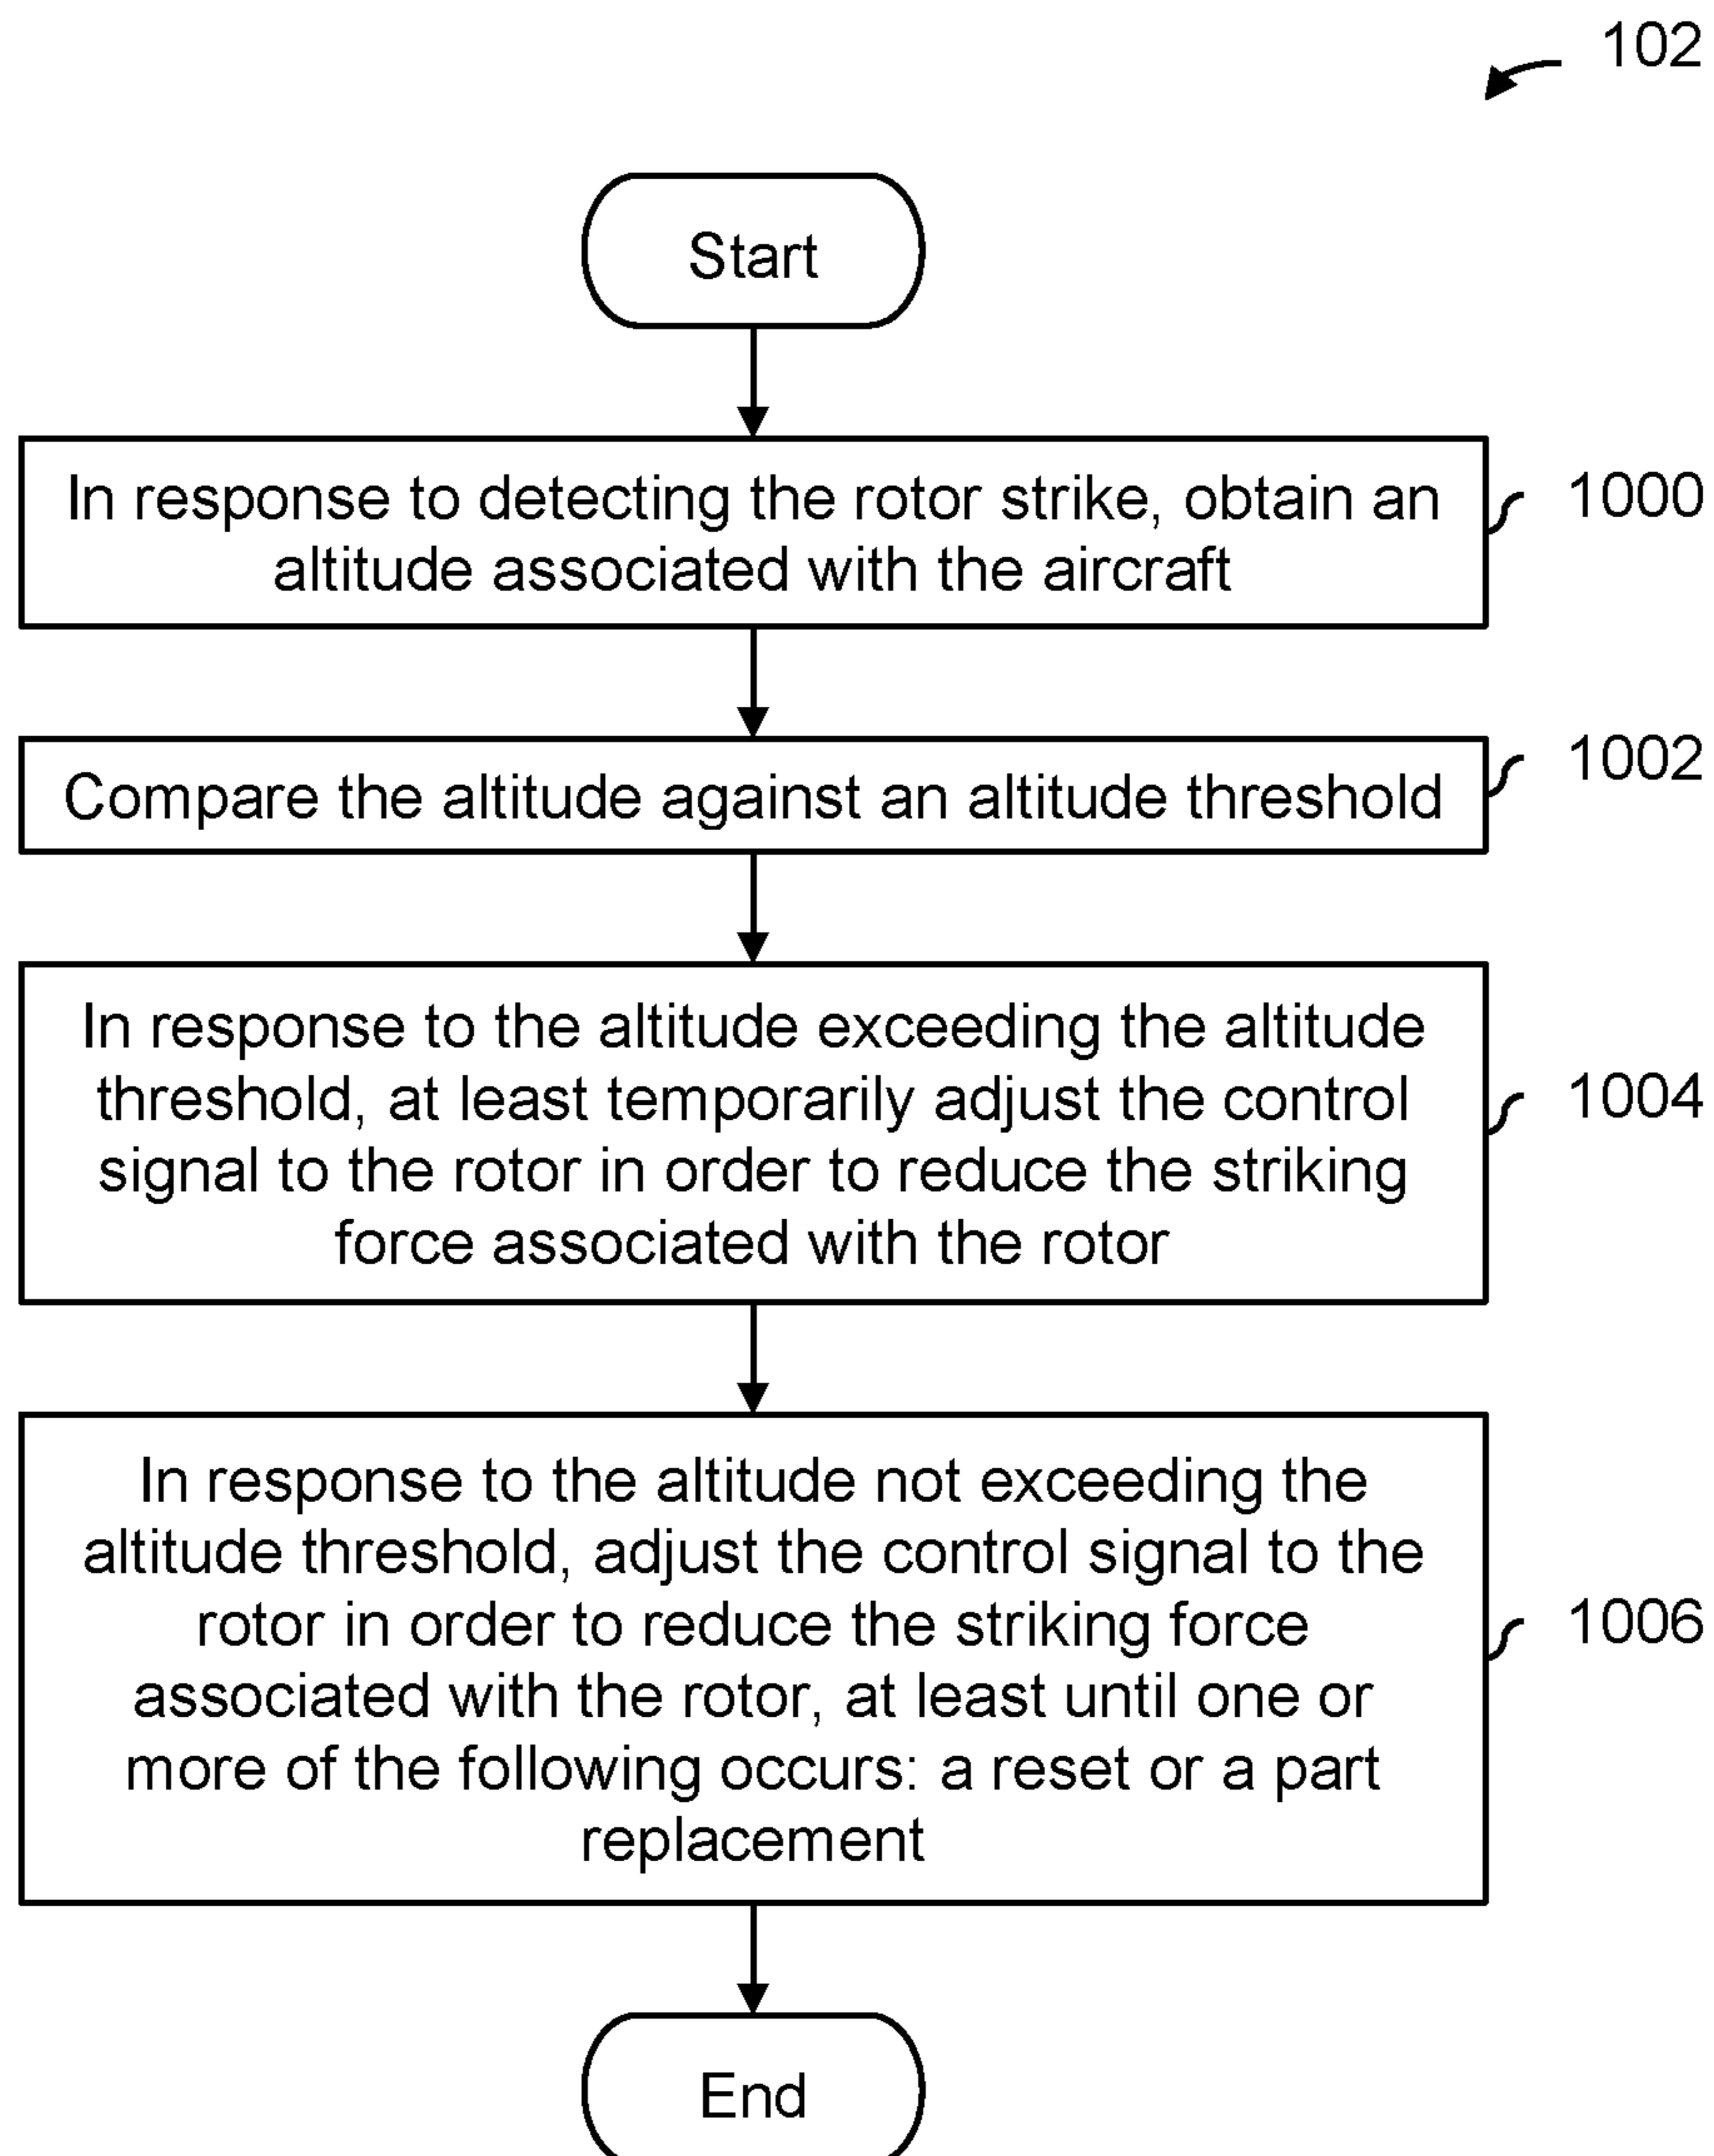 102
Start
In response to detecting the rotor strike, obtain an
altitude associated with the aircraft
1000
Compare the altitude against an altitude threshold
1002
In response to the altitude exceeding the altitude
threshold, at least temporarily adjust the control
signal to the rotor in order to reduce the striking
force associated with the rotor
1004
In response to the altitude not exceeding the
altitude threshold, adjust the control signal to the
rotor in order to reduce the striking force
associated with the rotor, at least until one or
more of the following occurs: a reset or a part
replacement
1006
End